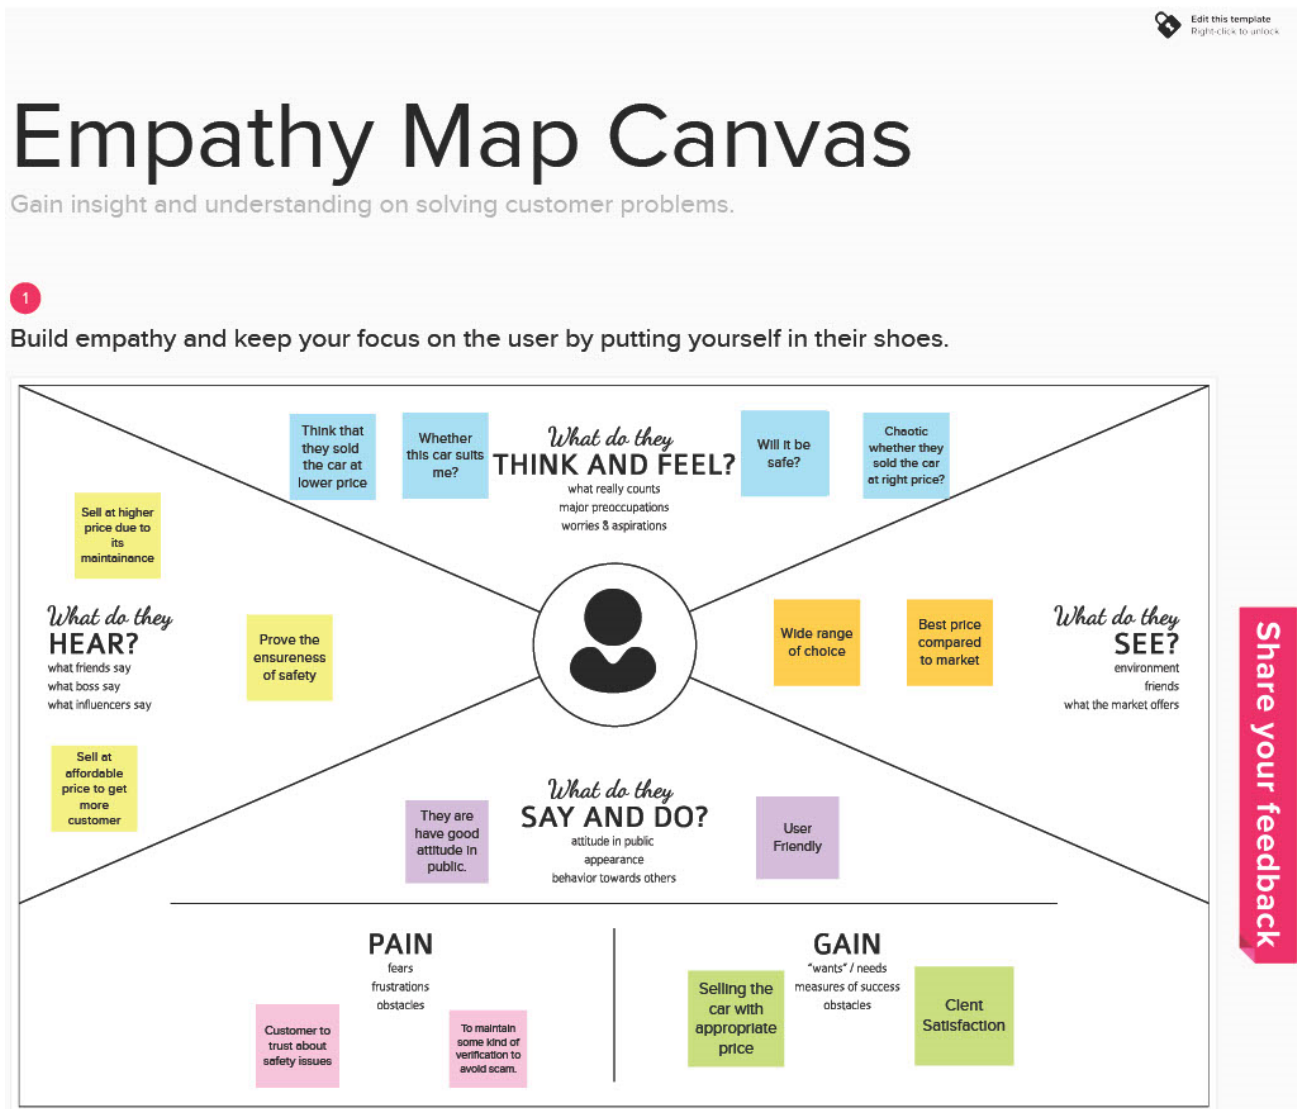 Edit this template
Right-click to unlock
Empathy Map Canvas
Gain insight and understanding on solving customer problems.
1
Build empathy and keep your focus on the user by putting yourself in their shoes.
Think that
they sold
the car at
lower price
Whether
this car suits
me?
What do they
THINK AND FEEL?
what really counts
major preoccupations
worries & aspirations
Will it be
safe?
Chaotic
whether they
sold the car
at right price?
Sell at higher
price due to
its
maintainance
What do they
HEAR?
what friends say
what boss say
what influencers say
Prove the
ensureness
of safety
Sell at
affordable
price to get
more
customer
Wide range
of choice
Best price
compared
to market
What do they
SEE?
environment
friends
what the market offers
Share your feedback
They are
have good
attitude in
public.
What do they
SAY AND DO?
attitude in public
appearance
behavior towards others
User
Friendly
PAIN
fears
frustrations
obstacles
Customer to
trust about
safety issues
To maintain
some kind of
verification to
avoid scam.
GAIN
"wants" / needs
measures of success
obstacles
Selling the
car with
appropriate
price
Cient
Satisfaction